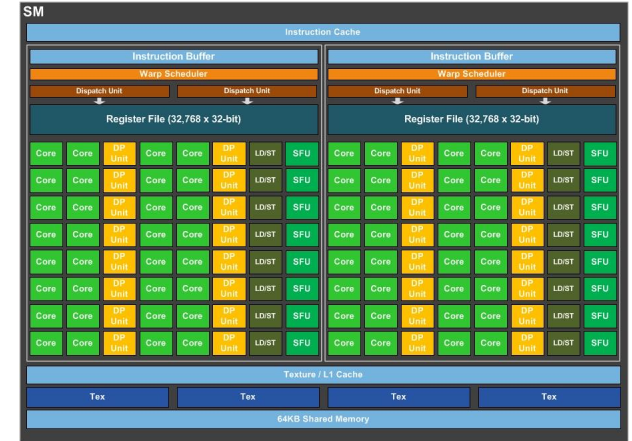 SM
Instruction Cache
Instruction Buffer Instruction Buffer
Warp Scheduler Warp Scheduler
Dispatch Unit Dispatch Unit Dispatch Unit Dispatch Unit
Register File (32,768 x 32-bit) Register File (32,768 x 32-bit)
Core Core DP Unit Core Core DP Unit LD/ST SFU Core Core DP Unit Core Core DP Unit LD/ST SFU
Core Core DP Unit Core Core DP Unit LD/ST SFU Core Core DP Unit Core Core DP Unit LD/ST SFU
Core Core DP Unit Core Core DP Unit LD/ST SFU Core Core DP Unit Core Core DP Unit LD/ST SFU
Core Core DP Unit Core Core DP Unit LD/ST SFU Core Core DP Unit Core Core DP Unit LD/ST SFU
Core Core DP Unit Core Core DP Unit LD/ST SFU Core Core DP Unit Core Core DP Unit LD/ST SFU
Core Core DP Unit Core Core DP Unit LD/ST SFU Core Core DP Unit Core Core DP Unit LD/ST SFU
Core Core DP Unit Core Core DP Unit LD/ST SFU Core Core DP Unit Core Core DP Unit LD/ST SFU
Core Core DP Unit Core Core DP Unit LD/ST SFU Core Core DP Unit Core Core DP Unit LD/ST SFU
Texture / L1 Cache
Tex Tex Tex Tex
64KB Shared Memory